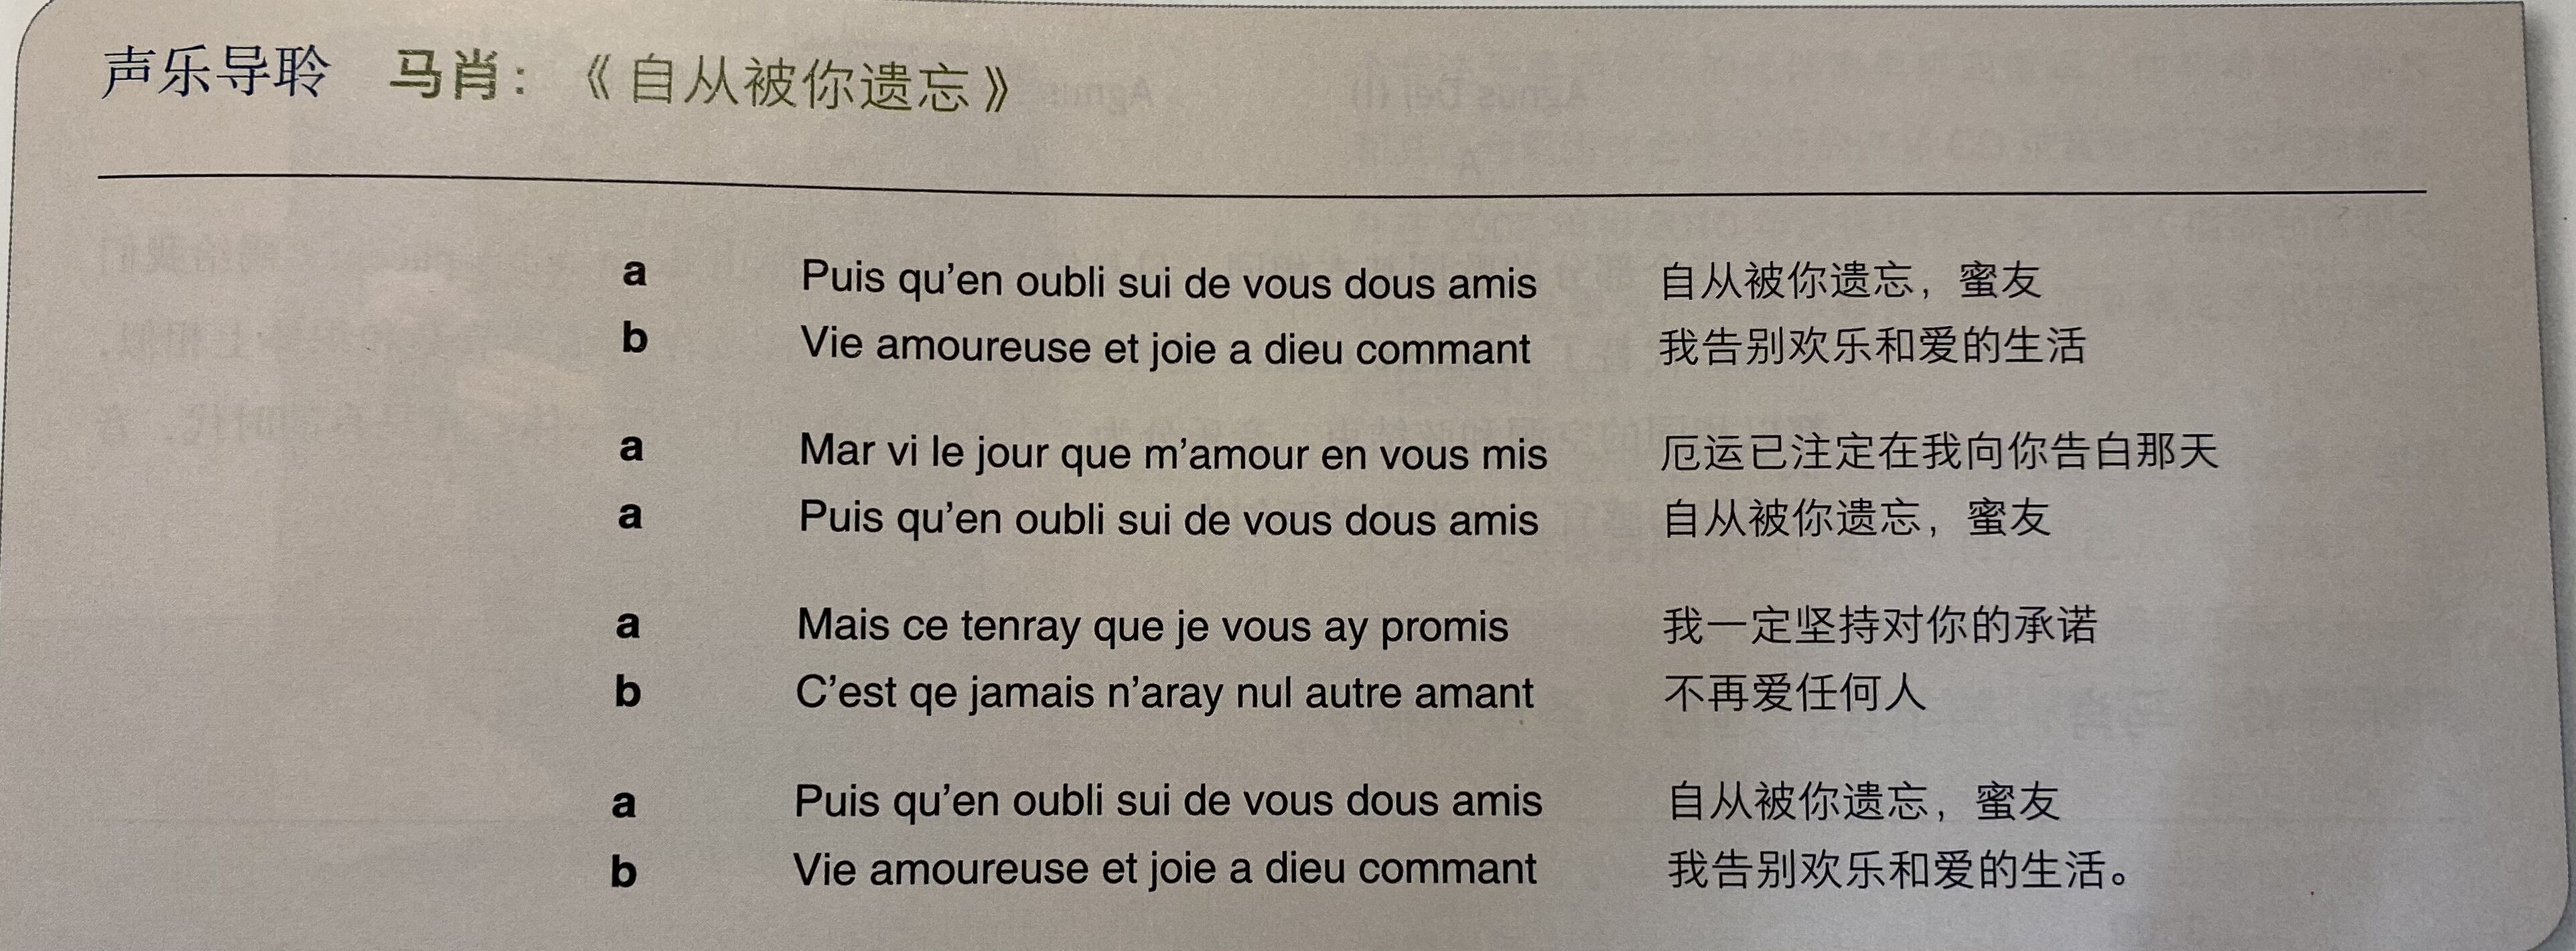 声乐导聆 马肖：《自从被你遗忘》
a Puis qu’en oubli sui de vous dous amis 自从被你遗忘，蜜友
b Vie amoureuse et joie a dieu commant 我告别欢乐和爱的生活
a Mar vi le jour que m’amour en vous mis 厄运已注定在我向你告白那天
a Puis qu’en oubli sui de vous dous amis 自从被你遗忘，蜜友
a Mais ce tenray que je vous ay promis 我一定坚持对你的承诺
b C’est qe jamais n’aray nul autre amant 不再爱任何人
a Puis qu’en oubli sui de vous dous amis 自从被你遗忘，蜜友
b Vie amoureuse et joie a dieu commant 我告别欢乐和爱的生活。